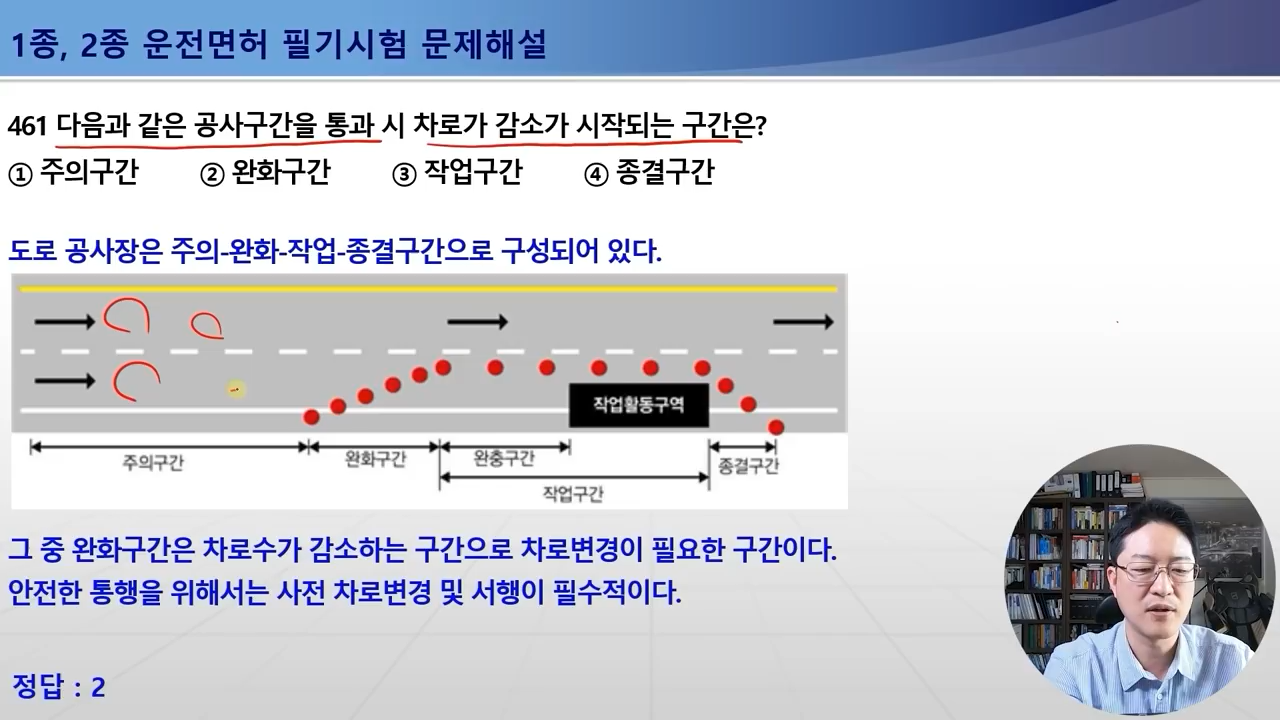 1종, 2종 운전면허 필기시험 문제해설
461 다음과 같은 공사구간을 통과 시 차로가 감소가 시작되는 구간은?
① 주의구간 ② 완화구간 ③ 작업구간 ④ 종결구간
도로 공사장은 주의-완화-작업-종결구간으로 구성되어 있다.
작업활동구역
주의구간 완화구간 완충구간 종결구간
작업구간
그 중 완화구간은 차로수가 감소하는 구간으로 차로변경이 필요한 구간이다.
안전한 통행을 위해서는 사전 차로변경 및 서행이 필수적이다.
정답 : 2